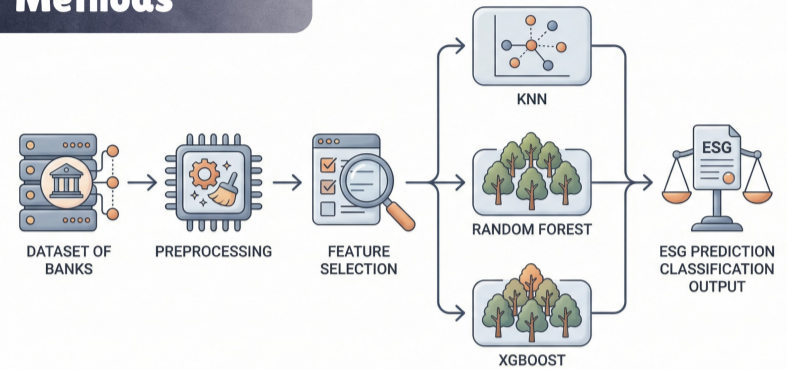 Methods
KNN
ESG
RANDOM FOREST
DATASET OF
BANKS
PREPROCESSING
FEATURE
SELECTION
ESG PREDICTION
CLASSIFICATION
OUTPUT
XGBOOST